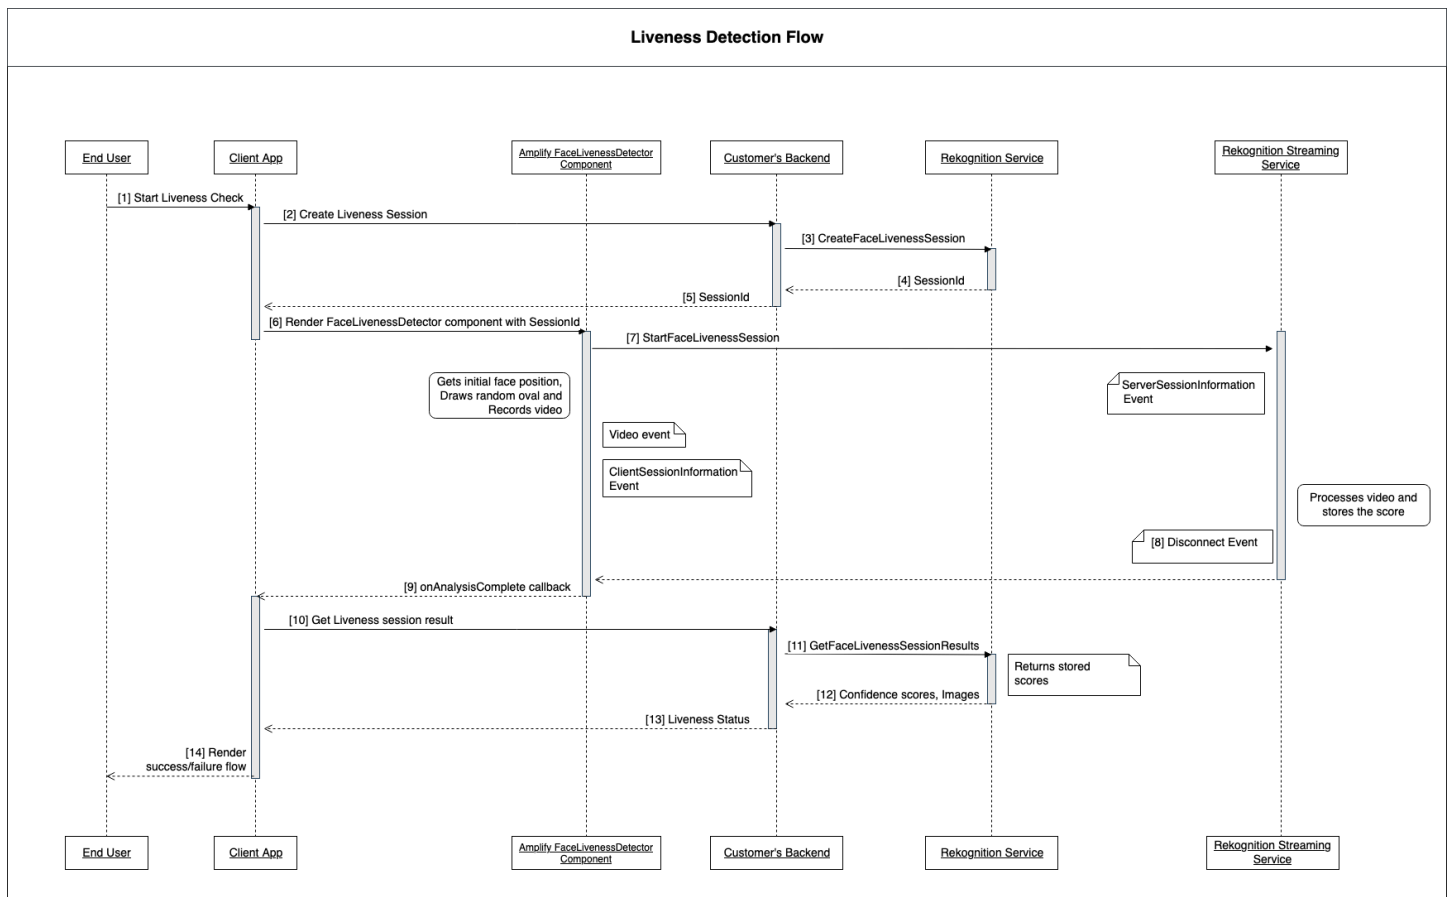 Liveness Detection Flow
End User
Client App
Amplify FaceLivenessDetector
Component
Customer's Backend
Rekognition Service
Rekognition Streaming
Service
[1] Start Liveness Check
[2] Create Liveness Session
[3] CreateFaceLivenessSession
[4] SessionId
[5] SessionId
[6] Render FaceLivenessDetector component with SessionId
[7] StartFaceLivenessSession
Gets initial face position,
Draws random oval and
Records video
ServerSessionInformation
Event
Video event
ClientSessionInformation
Event
Processes video and
stores the score
[8] Disconnect Event
[9] onAnalysisComplete callback
[10] Get Liveness session result
[11] GetFaceLivenessSessionResults
Returns stored
scores
[12] Confidence scores, Images
[13] Liveness Status
[14] Render
success/failure flow
End User
Client App
Amplify FaceLivenessDetector
Component
Customer's Backend
Rekognition Service
Rekognition Streaming
Service